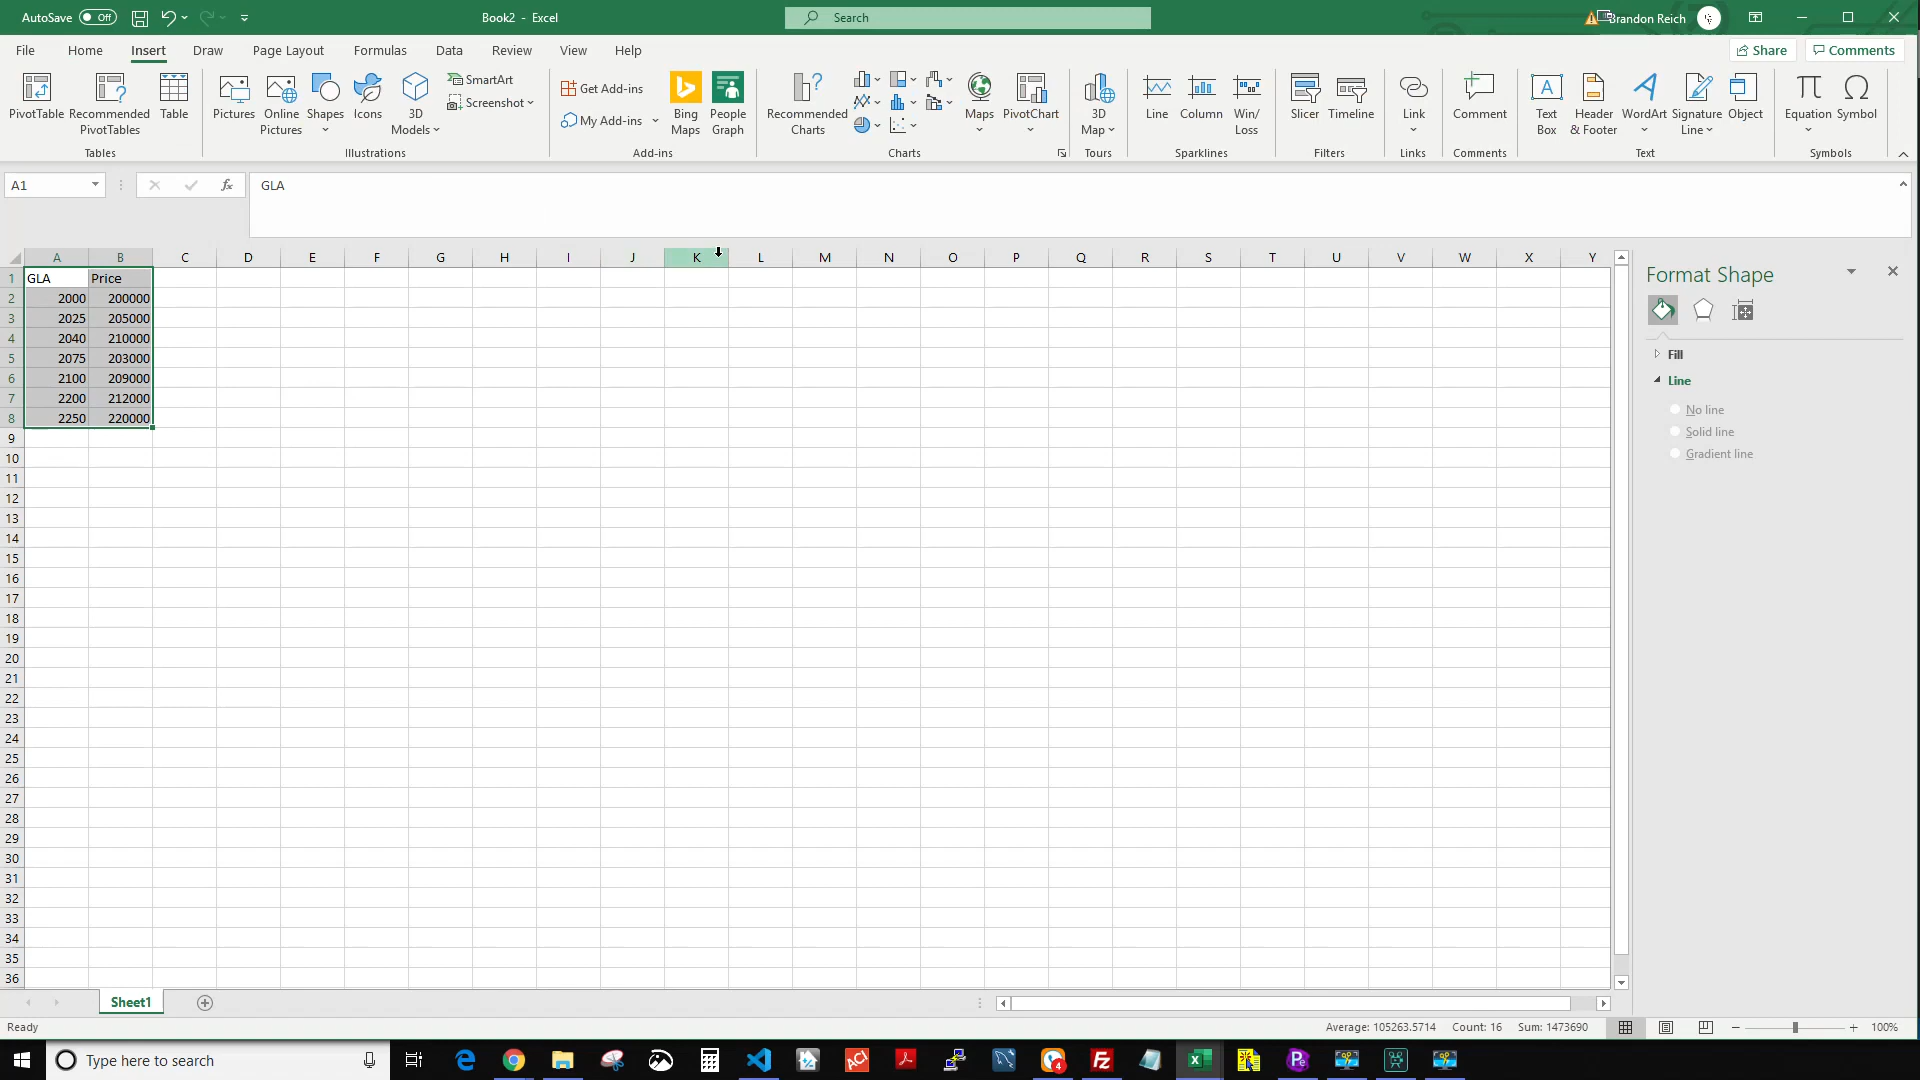 AutoSave Off Book2 - Excel Search Brandon Reich
File Home Insert Draw Page Layout Formulas Data Review View Help Share Comments
PivotTable Recommended PivotTables Table Pictures Online Pictures Shapes Icons 3D Models SmartArt Screenshot Get Add-ins My Add-ins Bing Maps People Graph Recommended Charts Maps PivotChart 3D Map Line Column Win/Loss Slicer Timeline Link Comment Text Box Header & Footer WordArt Signature Line Object Equation Symbol
Tables Illustrations Add-ins Charts Tours Sparklines Filters Links Comments Text Symbols
A1 fx GLA
A B C D E F G H I J K L M N O P Q R S T U V W X Y
1 GLA Price
2 2000 200000
3 2025 205000
4 2040 210000
5 2075 203000
6 2100 209000
7 2200 212000
8 2250 220000
9
10
11
12
13
14
15
16
17
18
19
20
21
22
23
24
25
26
27
28
29
30
31
32
33
34
35
36
Format Shape
Fill
Line
No line
Solid line
Gradient line
Sheet1
Ready Average: 105263.5714 Count: 16 Sum: 1473690 100%
Type here to search